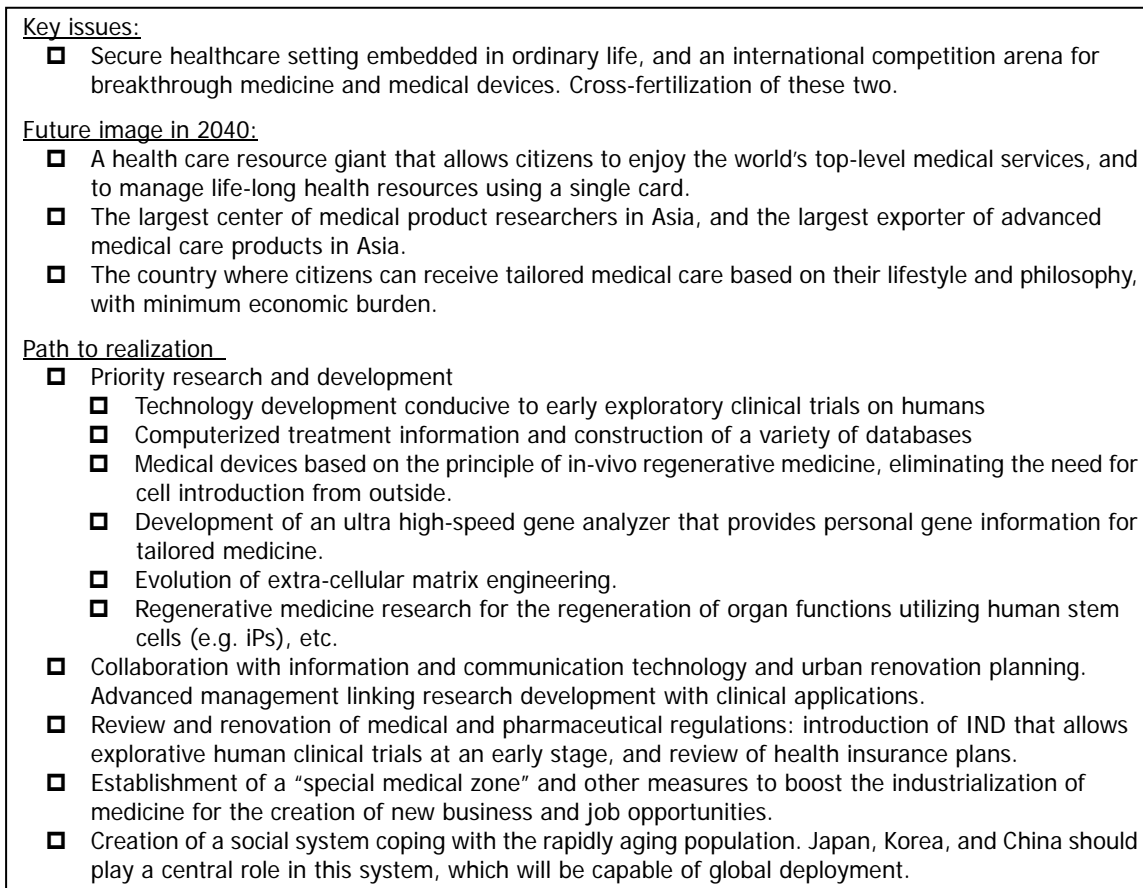 Key issues:
Secure healthcare setting embedded in ordinary life, and an international competition arena for
breakthrough medicine and medical devices. Cross-fertilization of these two.
Future image in 2040:
A health care resource giant that allows citizens to enjoy the world's top-level medical services, and
to manage life-long health resources using a single card.
The largest center of medical product researchers in Asia, and the largest exporter of advanced
medical care products in Asia.
The country where citizens can receive tailored medical care based on their lifestyle and philosophy,
with minimum economic burden.
Path to realization
Priority research and development
Technology development conducive to early exploratory clinical trials on humans
Computerized treatment information and construction of a variety of databases
Medical devices based on the principle of in-vivo regenerative medicine, eliminating the need for
cell introduction from outside.
Development of an ultra high-speed gene analyzer that provides personal gene information for
tailored medicine.
Evolution of extra-cellular matrix engineering.
Regenerative medicine research for the regeneration of organ functions utilizing human stem
cells (e.g. iPs), etc.
Collaboration with information and communication technology and urban renovation planning.
Advanced management linking research development with clinical applications.
Review and renovation of medical and pharmaceutical regulations: introduction of IND that allows
explorative human clinical trials at an early stage, and review of health insurance plans.
Establishment of a "special medical zone" and other measures to boost the industrialization of
medicine for the creation of new business and job opportunities.
Creation of a social system coping with the rapidly aging population. Japan, Korea, and China should
play a central role in this system, which will be capable of global deployment.